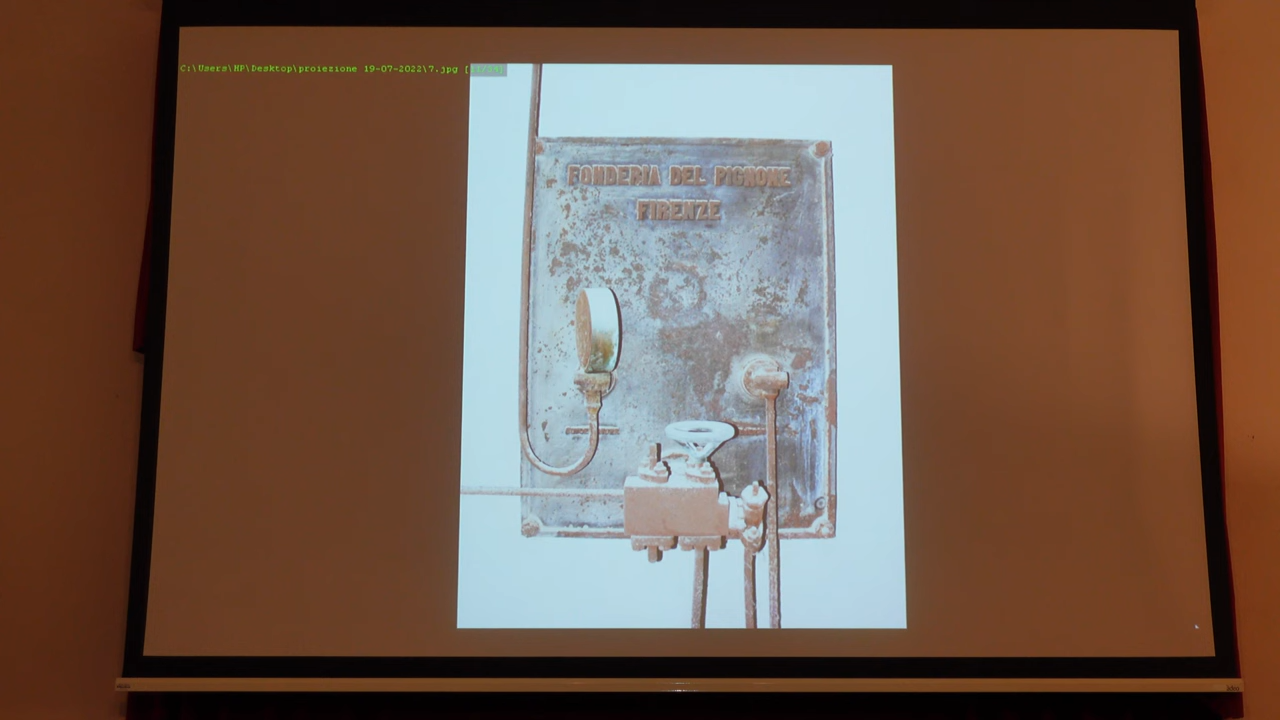 C:\Users\HP\Desktop\proiezione 19-07-2022\7.jpg
FONDERIA DEL PIGNONE
FIRENZE